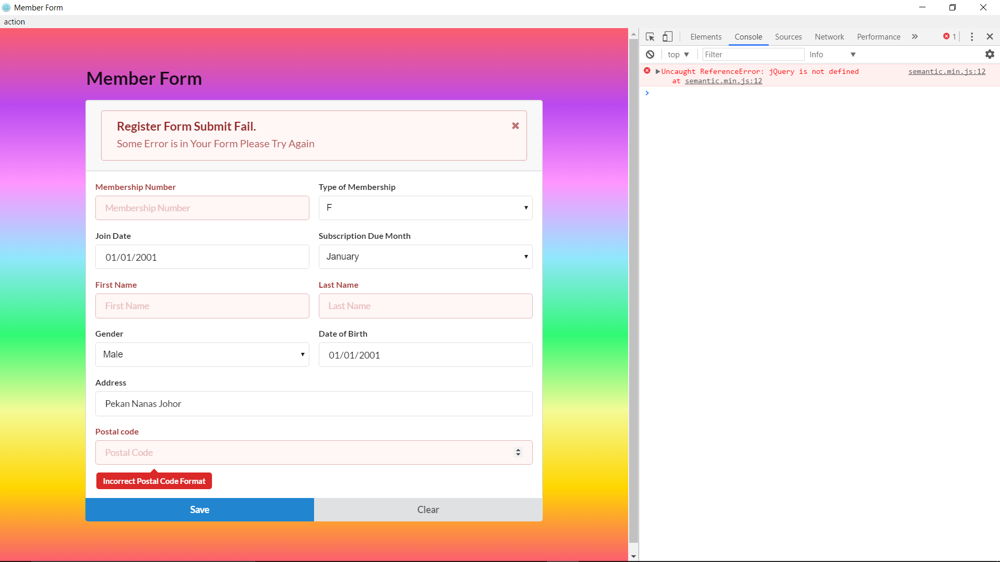 Member Form
action
Member Form
Register Form Submit Fail.
Some Error is in Your Form Please Try Again
Membership Number
Type of Membership
Membership Number
F
Join Date
Subscription Due Month
01/01/2001
January
First Name
Last Name
First Name
Last Name
Gender
Date of Birth
Male
01/01/2001
Address
Pekan Nanas Johor
Postal code
Postal Code
Incorrect Postal Code Format
Save
Clear
Elements
Console
Sources
Network
Performance
1
top
Filter
Info
Uncaught ReferenceError: jQuery is not defined
semantic.min.js:12
at semantic.min.js:12